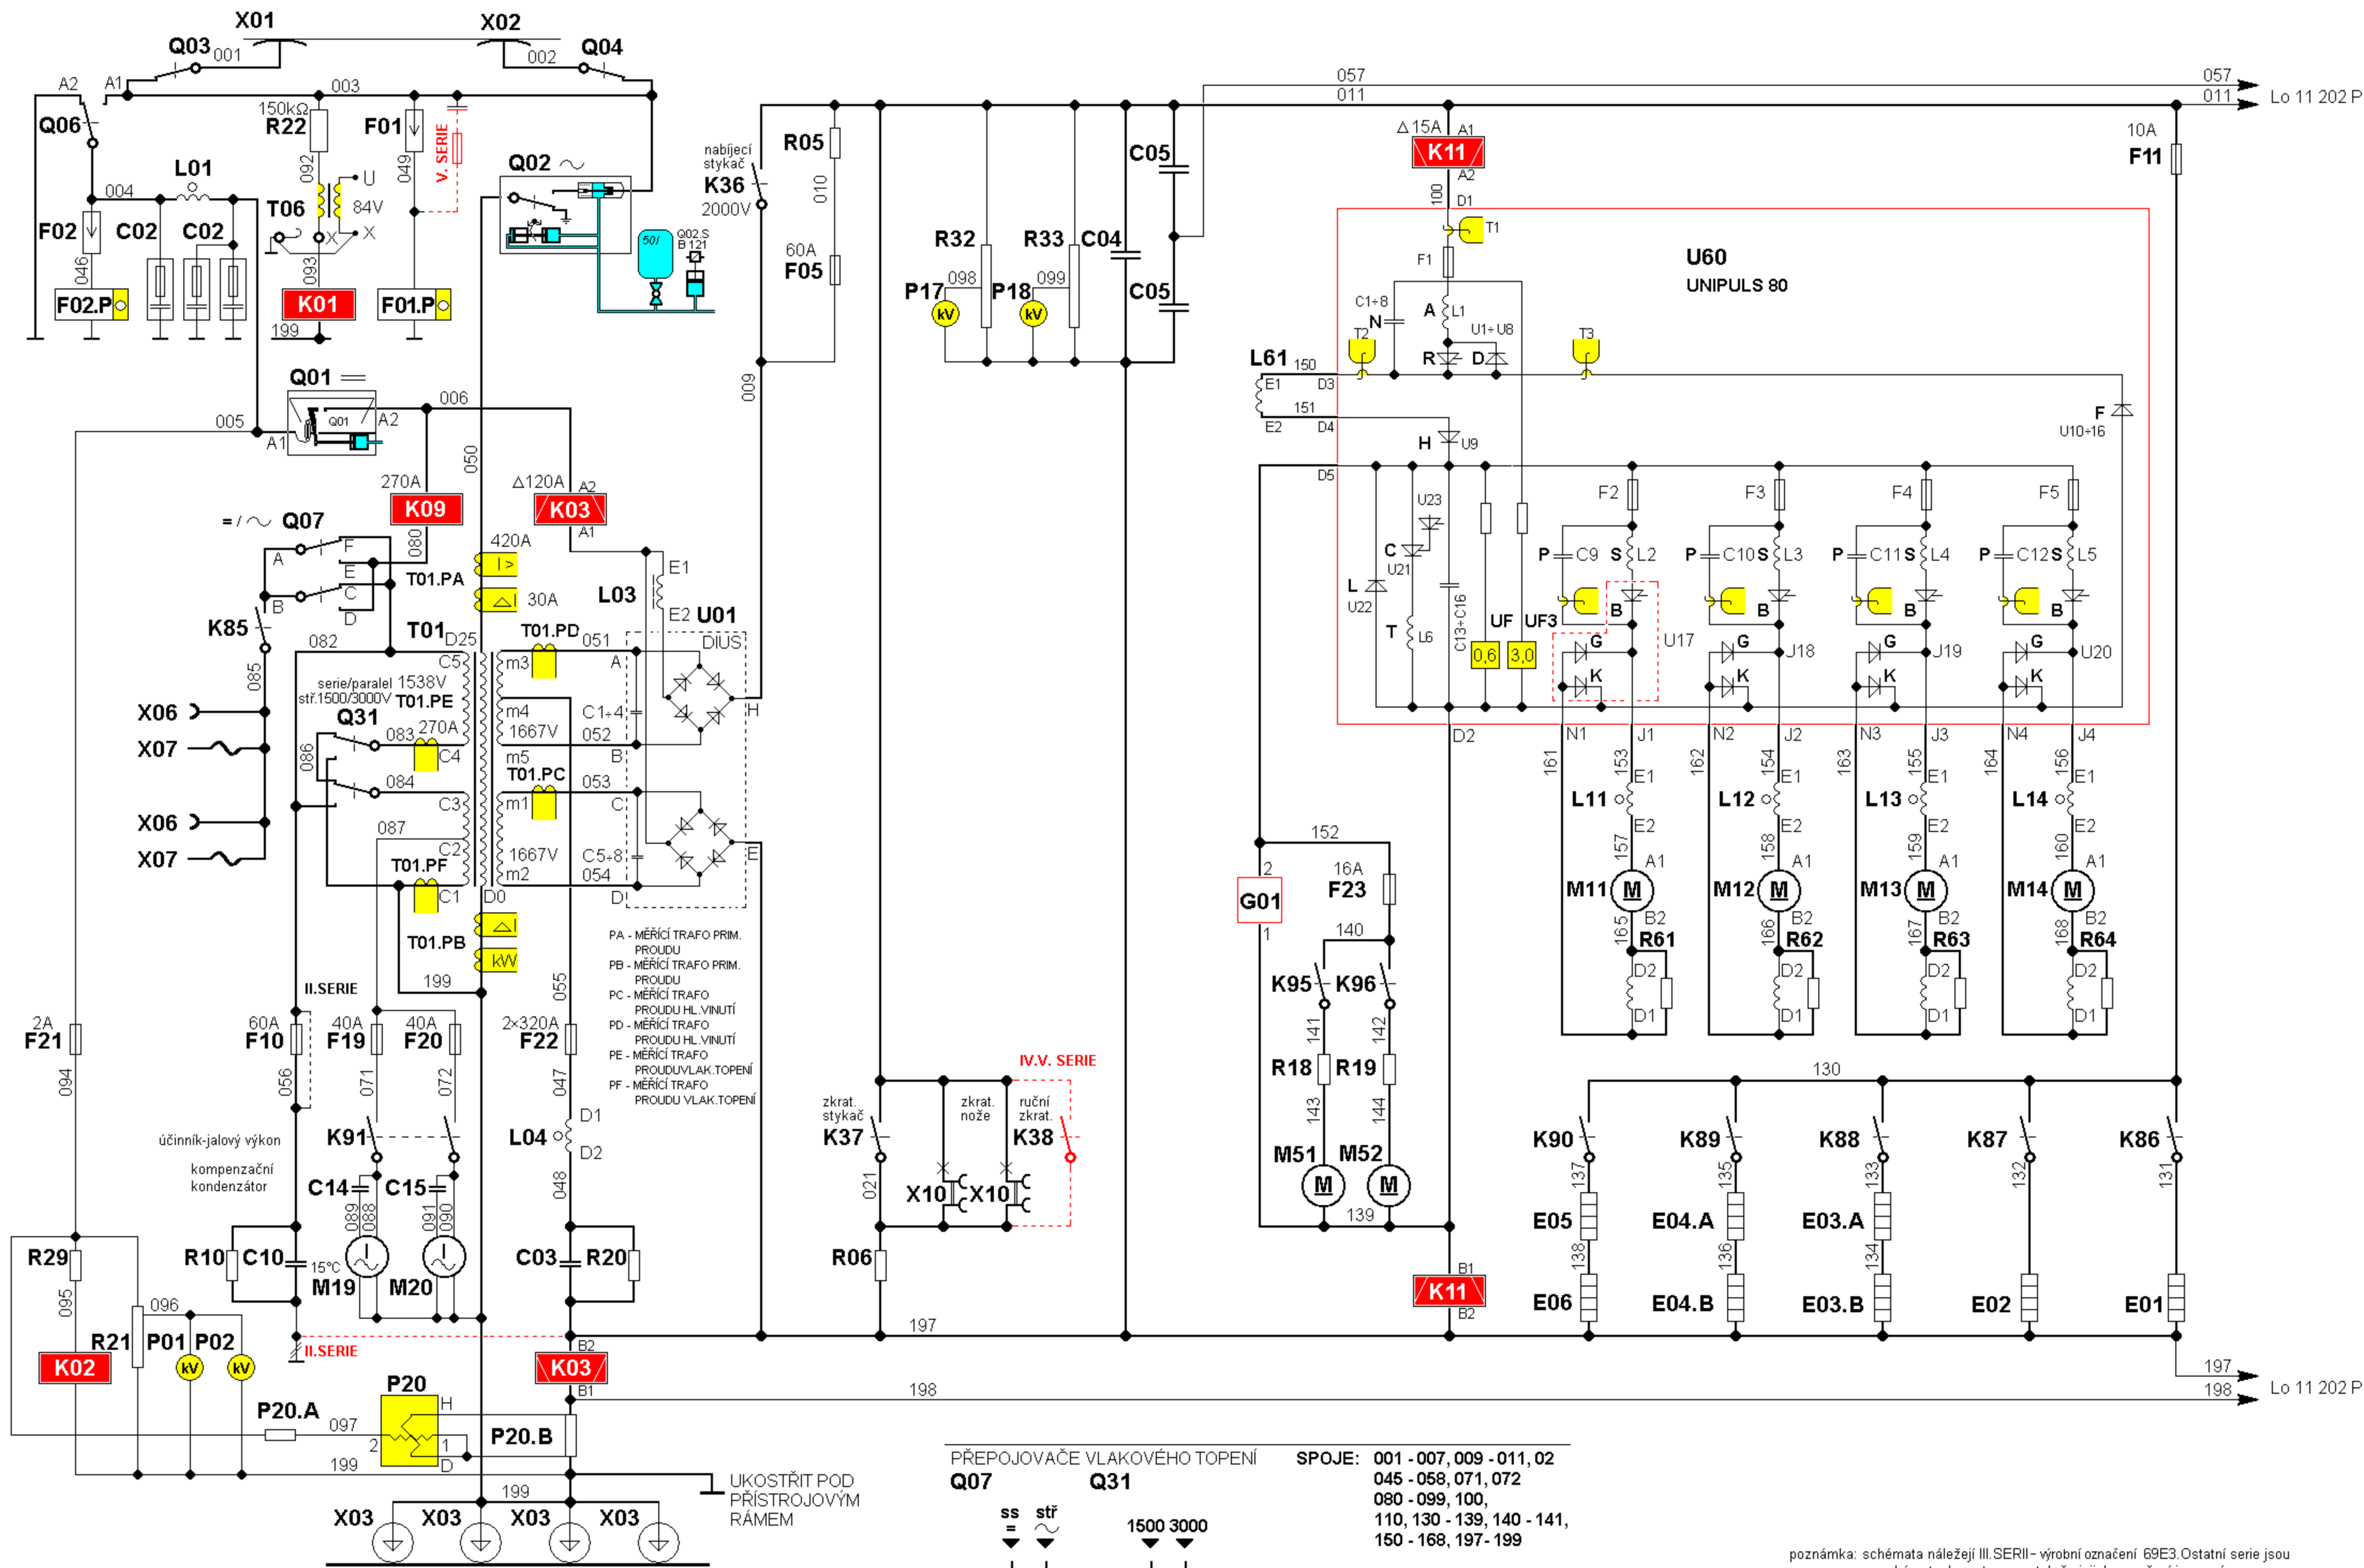 X01
X02
Q03
001
002
Q04
A2
A1
003
Q06
150kΩ
R22
F01
V. SERIE
092
049
U
84V
X
X
T06
L01
004
F02
C02
C02
046
093
F02.P
K01
F01.P
199
Q02 ~
50l
Q02.S
B 121
Q01 =
Q01
005
006
A1
A2
050
270A
K09
Δ120A
A2
K03
A1
= / ~ Q07
A
F
E
B
C
D
080
420A
I >
T01.PA
30A
L03
E1
E2
U01
DIUS
K85
082
085
T01
D25
C5
m3
T01.PD
051
A
serie/paralel 1538V
stř.1500/3000V T01.PE
Q31
270A
083
086
C4
m4
1667V
052
C1÷4
B
H
m5
T01.PC
053
084
C3
m1
C
087
C2
1667V
C5÷8
m2
054
D
E
T01.PF
C1
D0
T01.PB
kW
199
X06
X07
X06
X07
PA - MĚŘÍCÍ TRAFO PRIM.
PROUDU
PB - MĚŘÍCÍ TRAFO PRIM.
PROUDU
PC - MĚŘÍCÍ TRAFO
PROUDU HL.VINUTÍ
PD - MĚŘÍCÍ TRAFO
PROUDU HL.VINUTÍ
PE - MĚŘÍCÍ TRAFO
PROUDUVLAK.TOPENÍ
PF - MĚŘÍCÍ TRAFO
PROUDU VLAK.TOPENÍ
II.SERIE
2A
F21
60A
F10
40A
F19
40A
F20
2×320A
F22
055
094
056
071
072
047
účinník-jalový výkon
kompenzační
kondenzátor
K91
L04
D1
D2
048
C14
C15
089
088
091
090
R29
R10
C10
15°C
M19
M20
C03
R20
095
096
R21
P01
P02
kV
kV
K02
II.SERIE
B2
K03
B1
P20.A
097
P20
H
2
1
D
P20.B
199
199
X03
X03
X03
X03
UKOSTŘIT POD
PŘÍSTROJOVÝM
RÁMEM
nabíjecí
stykač
K36
2000V
R05
010
60A
F05
009
R32
R33
C04
C05
C05
P17
098
P18
099
kV
kV
057
057
011
011
Lo 11 202 P
Δ 15A
A1
K11
A2
100
D1
10A
F11
T1
F1
U60
UNIPULS 80
C1÷8
N
A
L1
U1÷U8
R
D
T2
T3
L61
150
E1
D3
151
E2
D4
H
U9
F
U10÷16
D5
U23
C
U21
L
U22
T
L6
C13÷C16
UF
UF3
0,6
3,0
F2
F3
F4
F5
P
C9
S
L2
P
C10
S
L3
P
C11
S
L4
P
C12
S
L5
B
B
B
B
U17
G
G
G
G
J18
J19
U20
K
K
K
K
D2
N1
J1
N2
J2
N3
J3
N4
J4
161
153
162
154
163
155
164
156
E1
E1
E1
E1
L11
L12
L13
L14
E2
E2
E2
E2
157
158
159
160
A1
A1
A1
A1
M11
M
M12
M
M13
M
M14
M
B2
B2
B2
B2
165
R61
166
R62
167
R63
168
R64
D2
D2
D2
D2
D1
D1
D1
D1
152
2
G01
1
16A
F23
140
K95
K96
141
142
R18
R19
143
144
M51
M
M52
M
139
B1
K11
B2
IV.V. SERIE
zkrat.
stykač
K37
zkrat.
nože
ruční
zkrat.
K38
021
X10
X10
R06
130
K90
K89
K88
K87
K86
137
135
133
132
131
E05
E04.A
E03.A
138
136
134
E06
E04.B
E03.B
E02
E01
197
197
198
198
Lo 11 202 P
PŘEPOJOVAČE VLAKOVÉHO TOPENÍ
Q07
Q31
ss
=
stř
~
1500 3000
SPOJE: 001 - 007, 009 - 011, 02
045 - 058, 071, 072
080 - 099, 100,
110, 130 - 139, 140 - 141,
150 - 168, 197- 199
poznámka: schémata náležejí III.SERII- výrobní označení 69E3.Ostatní serie jsou